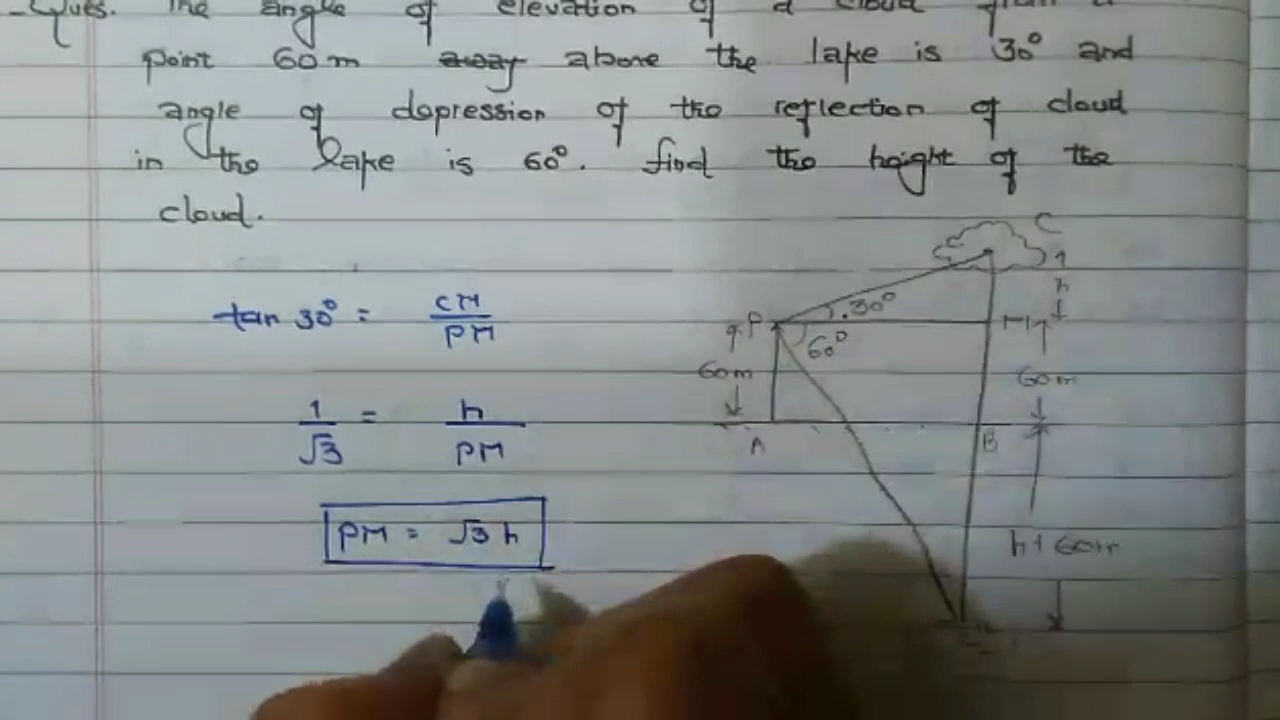 Ques. The angle of elevation of a cloud from a
point 60m away above the lake is 30° and
angle of depression of the reflection of cloud
in the lake is 60°. find the height of the
cloud.
C
tan 30° = CM/PM
30°
h
P
M
60°
60m
60m
1/√3 = h/PM
A
B
PM = √3 h
h+60m